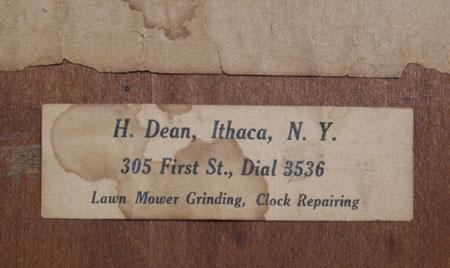 H. Dean, Ithaca, N. Y.
305 First St., Dial 3536
Lawn Mower Grinding, Clock Repairing